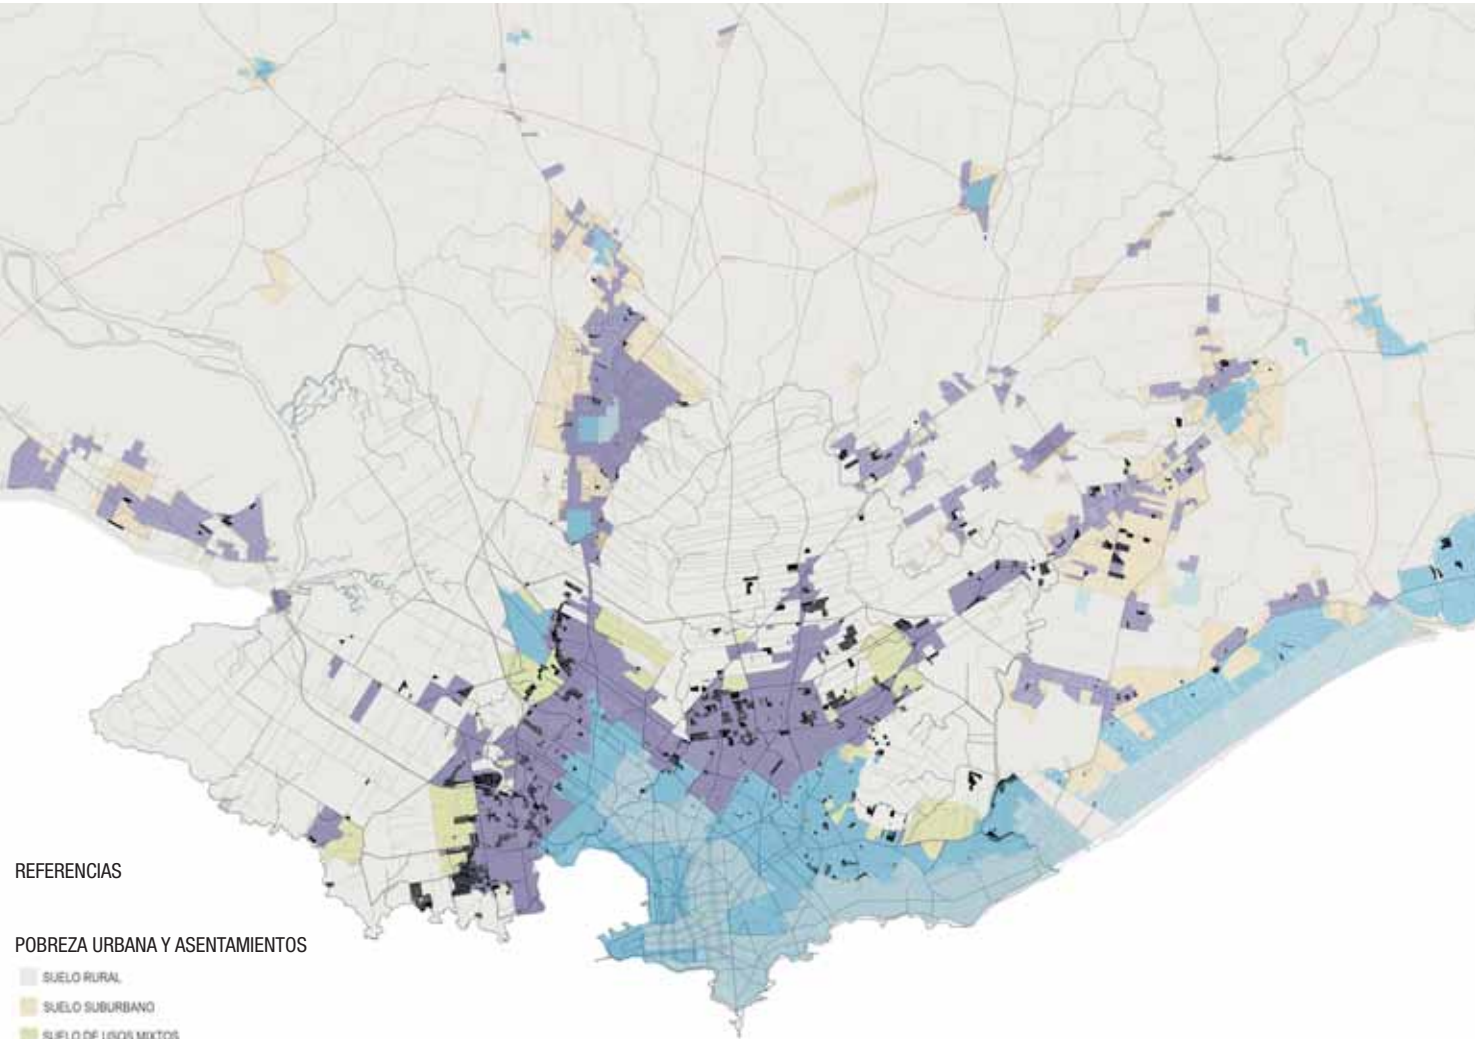 REFERENCIAS
POBREZA URBANA Y ASENTAMIENTOS
SUELO RURAL
SUELO SUBURBANO
SUELO DE USOS MIXTOS